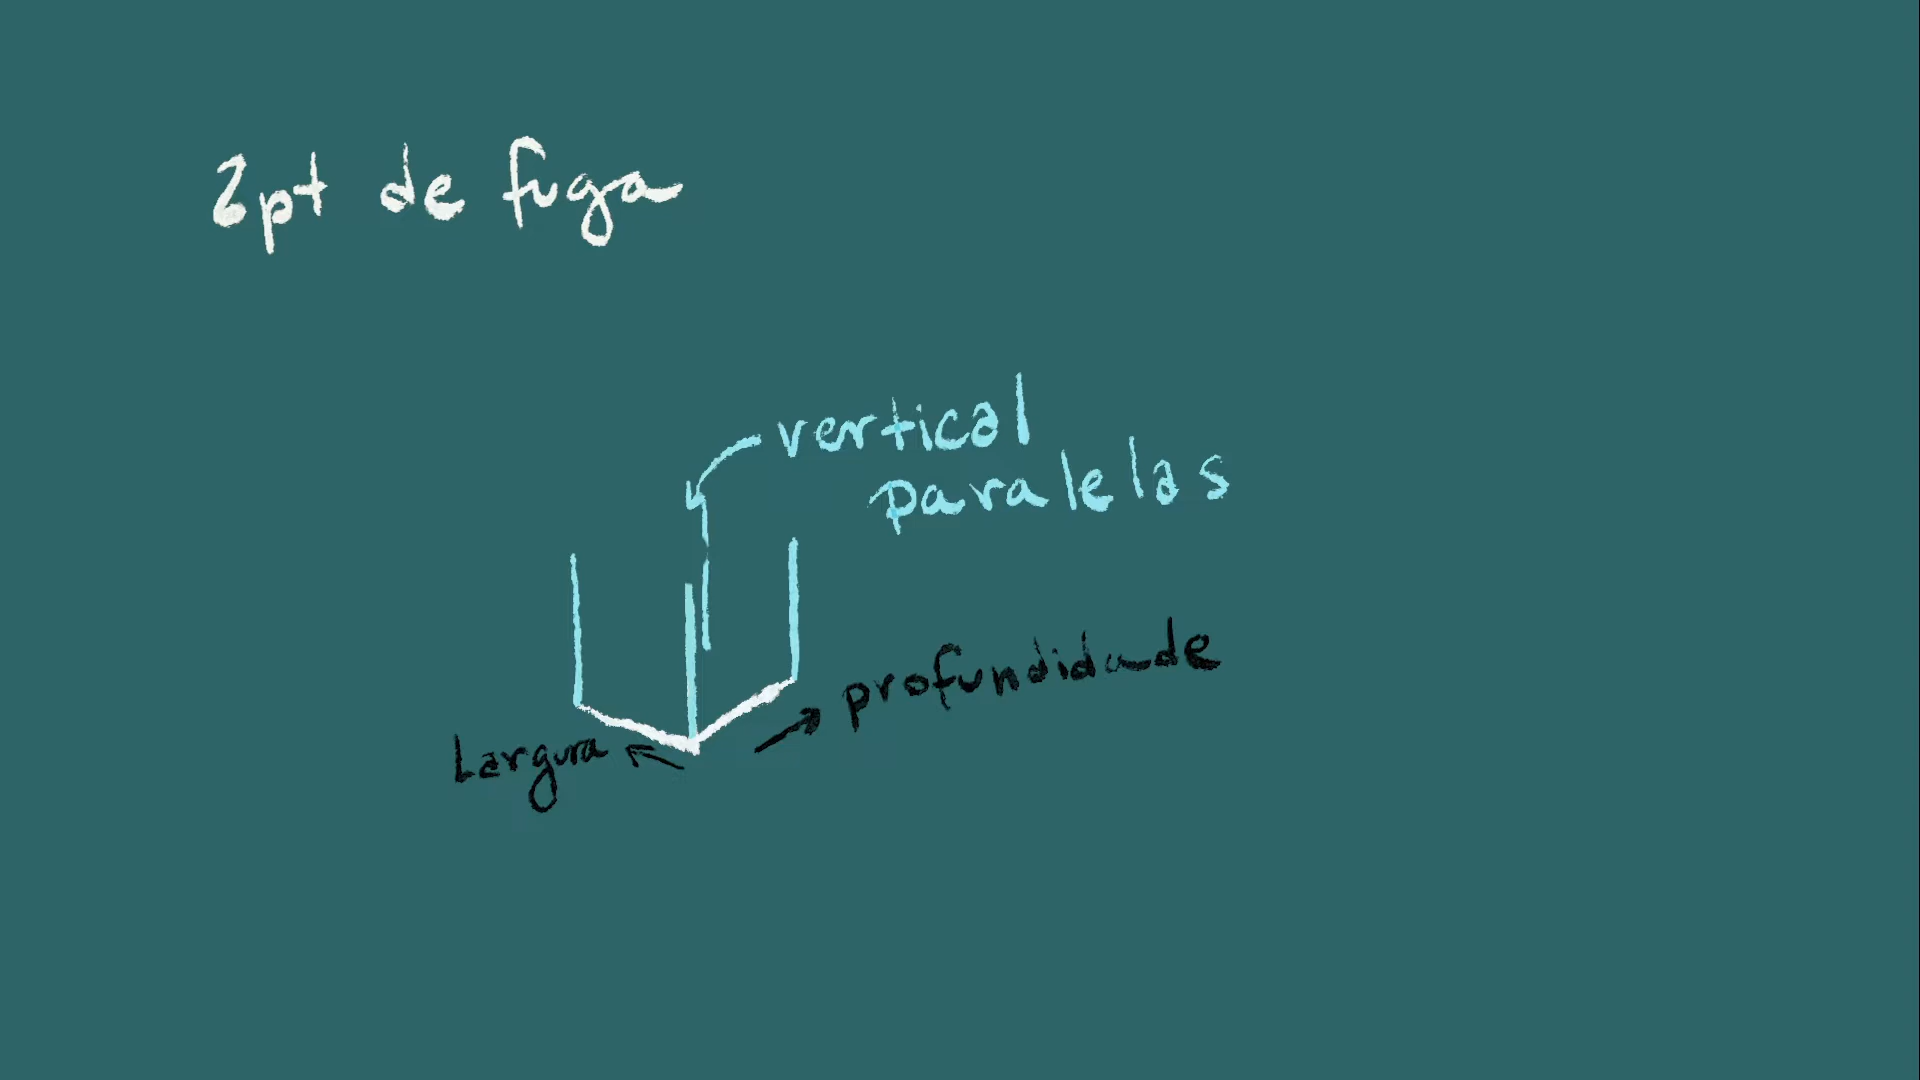 2pt de fuga
vertical
paralelas
profundidade
Largura